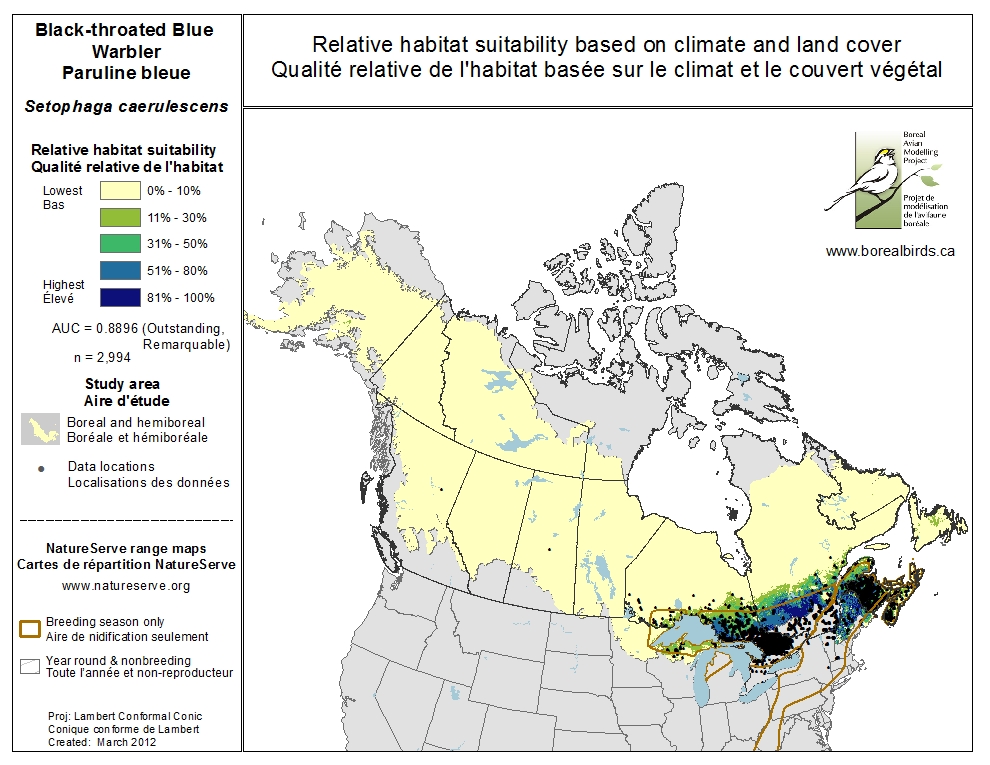 Black-throated Blue
Warbler
Paruline bleue
Setophaga caerulescens
Relative habitat suitability
Qualité relative de l'habitat
Lowest
Bas
0% - 10%
11% - 30%
31% - 50%
51% - 80%
Highest
Élevé
81% - 100%
AUC = 0.8896 (Outstanding,
Remarquable)
n = 2,994
Study area
Aire d'étude
Boreal and hemiboreal
Boréale et hémiboréale
Data locations
Localisations des données
NatureServe range maps
Cartes de répartition NatureServe
www.natureserve.org
Breeding season only
Aire de nidification seulement
Year round & nonbreeding
Toute l'année et non-reproducteur
Proj: Lambert Conformal Conic
Conique conforme de Lambert
Created: March 2012
Relative habitat suitability based on climate and land cover
Qualité relative de l'habitat basée sur le climat et le couvert végétal
Boreal
Avian
Modelling
Project
Projet de
modélisation
de l'avifaune
boréale
www.borealbirds.ca